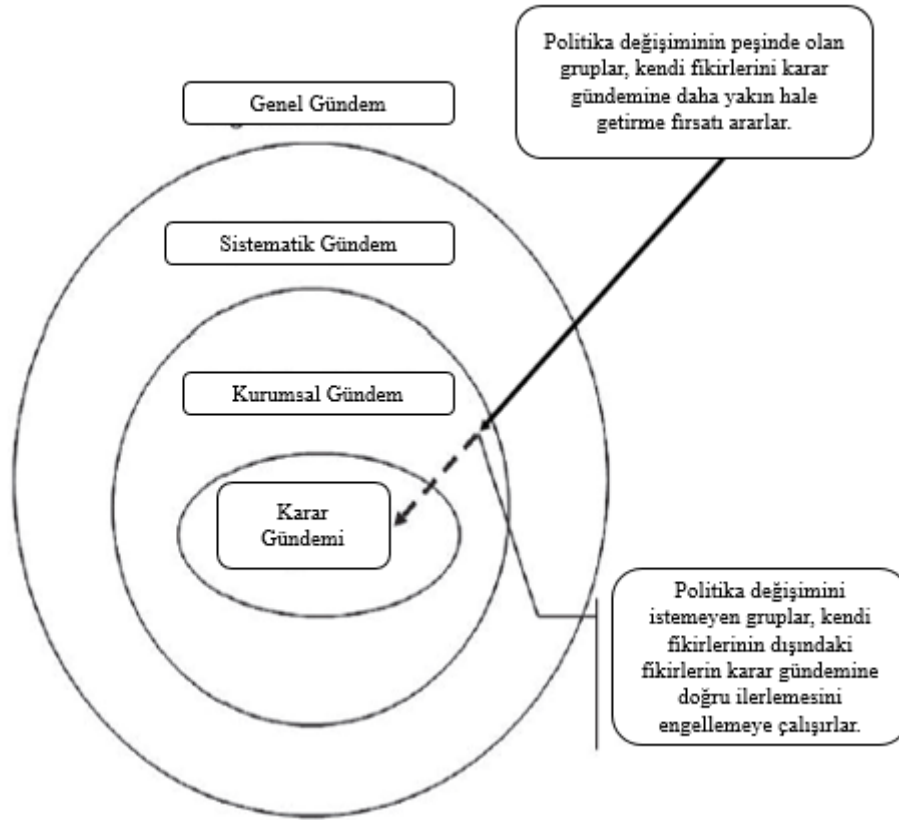 Politika değişiminin peşinde olan
gruplar, kendi fikirlerini karar
gündemine daha yakın hale
getirme fırsatı ararlar.
Genel Gündem
Sistematik Gündem
Kurumsal Gündem
Karar
Gündemi
Politika değişimini
istemeyen gruplar, kendi
fikirlerinin dışındaki
fikirlerin karar gündemine
doğru ilerlemesini
engellemeye çalışırlar.